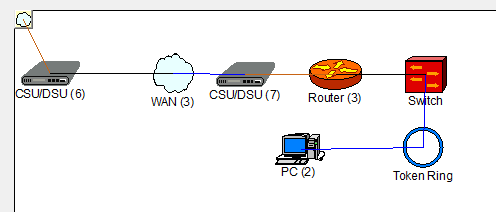 CSU/DSU (6)
WAN (3)
CSU/DSU (7)
Router (3)
Switch
PC (2)
Token Ring